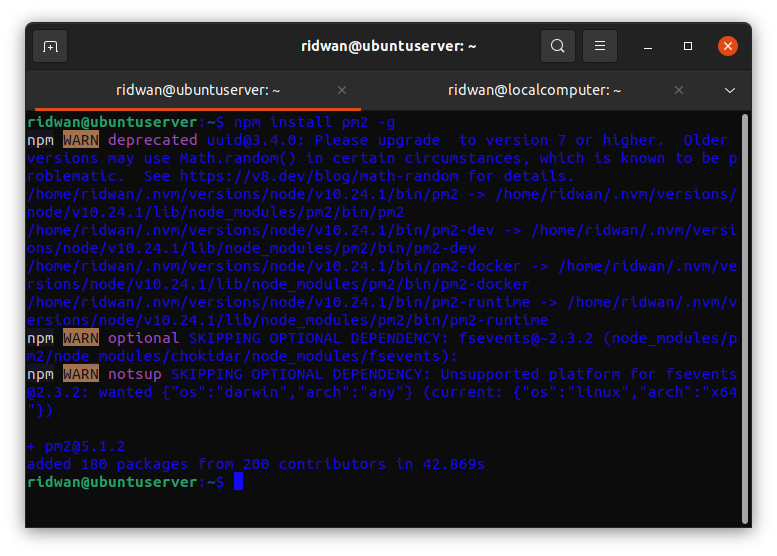 ridwan@ubuntuserver: ~
ridwan@ubuntuserver: ~
ridwan@localcomputer: ~
ridwan@ubuntuserver:~$ npm install pm2 -g
npm WARN deprecated uuid@3.4.0: Please upgrade  to version 7 or higher.  Older
versions may use Math.random() in certain circumstances, which is known to be p
roblematic.  See https://v8.dev/blog/math-random for details.
/home/ridwan/.nvm/versions/node/v10.24.1/bin/pm2 -> /home/ridwan/.nvm/versions/
node/v10.24.1/lib/node_modules/pm2/bin/pm2
/home/ridwan/.nvm/versions/node/v10.24.1/bin/pm2-dev -> /home/ridwan/.nvm/versi
ons/node/v10.24.1/lib/node_modules/pm2/bin/pm2-dev
/home/ridwan/.nvm/versions/node/v10.24.1/bin/pm2-docker -> /home/ridwan/.nvm/ve
rsions/node/v10.24.1/lib/node_modules/pm2/bin/pm2-docker
/home/ridwan/.nvm/versions/node/v10.24.1/bin/pm2-runtime -> /home/ridwan/.nvm/v
ersions/node/v10.24.1/lib/node_modules/pm2/bin/pm2-runtime
npm WARN optional SKIPPING OPTIONAL DEPENDENCY: fsevents@~2.3.2 (node_modules/p
m2/node_modules/chokidar/node_modules/fsevents):
npm WARN notsup SKIPPING OPTIONAL DEPENDENCY: Unsupported platform for fsevents
@2.3.2: wanted {"os":"darwin","arch":"any"} (current: {"os":"linux","arch":"x64
"})
+ pm2@5.1.2
added 180 packages from 200 contributors in 42.869s
ridwan@ubuntuserver:~$